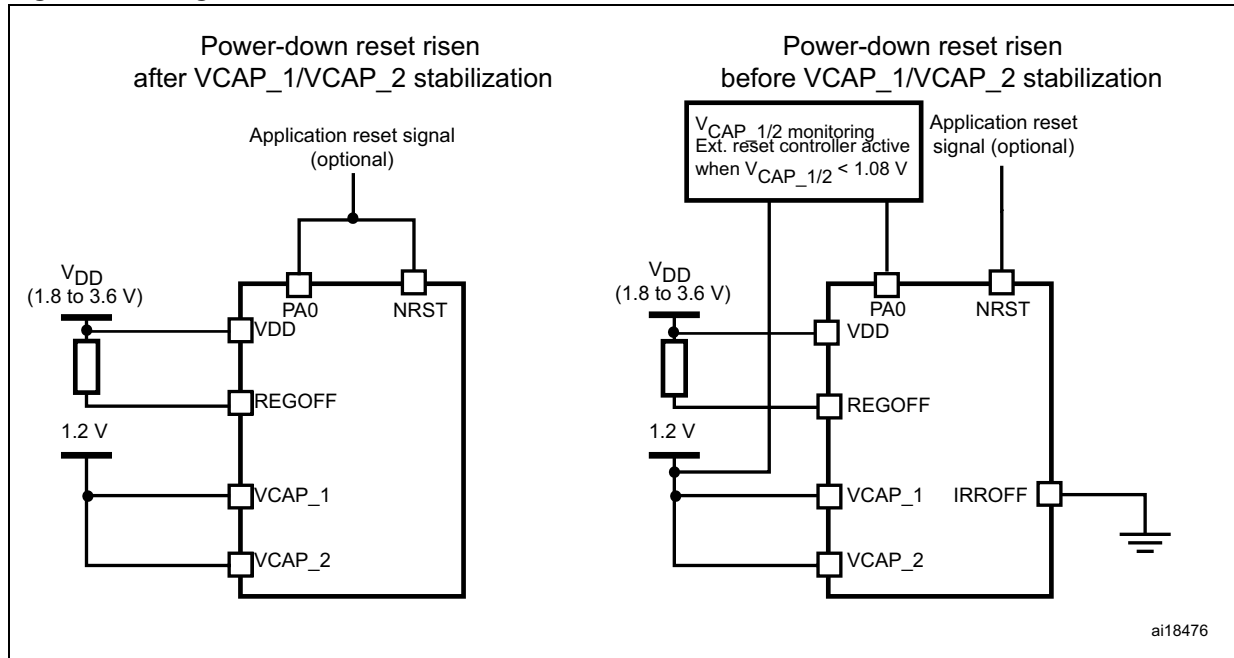 Power-down reset risen
after VCAP_1/VCAP_2 stabilization
Application reset signal
(optional)
VDD
(1.8 to 3.6 V)
PA0
NRST
VDD
REGOFF
1.2 V
VCAP_1
VCAP_2
Power-down reset risen
before VCAP_1/VCAP_2 stabilization
VCAP_1/2 monitoring
Ext. reset controller active
when VCAP_1/2 < 1.08 V
Application reset
signal (optional)
VDD
(1.8 to 3.6 V)
PA0
NRST
VDD
REGOFF
1.2 V
VCAP_1
IRROFF
VCAP_2
ai18476